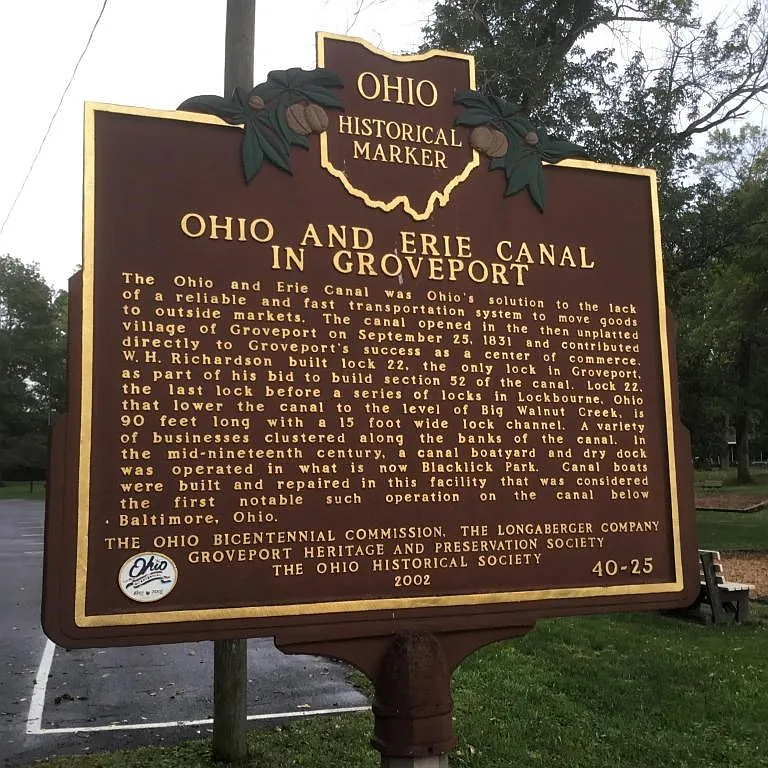 OHIO
HISTORICAL
MARKER
OHIO AND ERIE CANAL
IN GROVEPORT
The Ohio and Erie Canal was Ohio's solution to the lack
of a reliable and fast transportation system to move goods
to outside markets. The canal opened in the then unplatted
village of Groveport on September 25, 1831 and contributed
directly to Groveport's success as a center of commerce.
W. H. Richardson built lock 22, the only lock in Groveport,
as part of his bid to build section 52 of the canal. Lock 22,
the last lock before a series of locks in Lockbourne, Ohio
that lower the canal to the level of Big Walnut Creek, is
90 feet long with a 15 foot wide lock channel. A variety
of businesses clustered along the banks of the canal. In
the mid-nineteenth century, a canal boatyard and dry dock
was operated in what is now Blacklick Park. Canal boats
were built and repaired in this facility that was considered
the first notable such operation on the canal below
Baltimore, Ohio.
THE OHIO BICENTENNIAL COMMISSION, THE LONGABERGER COMPANY
GROVEPORT HERITAGE AND PRESERVATION SOCIETY
THE OHIO HISTORICAL SOCIETY
2002
40-25
Ohio